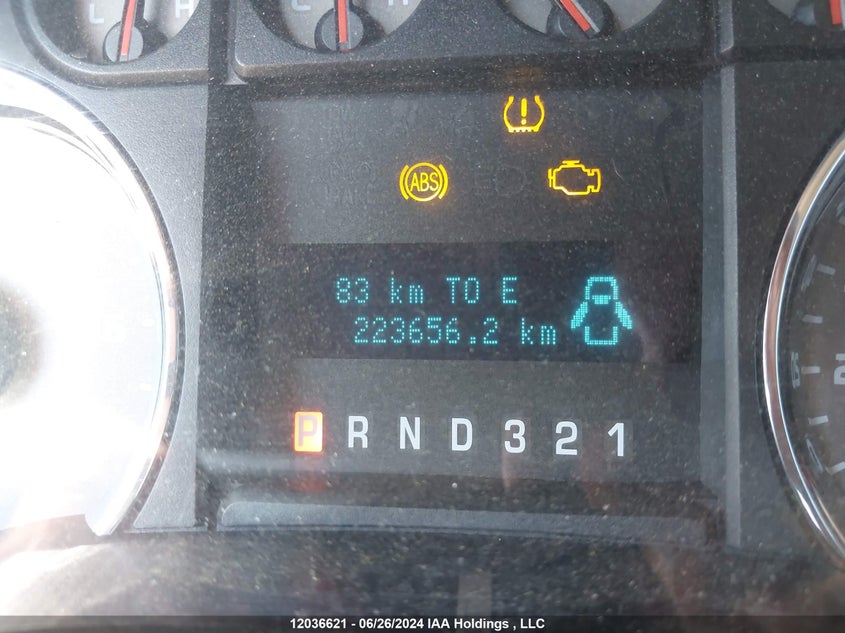 L H L H
ABS
83 km TO E
223656.2 km
P R N D 3 2 1
12036621 - 06/26/2024 IAA Holdings , LLC